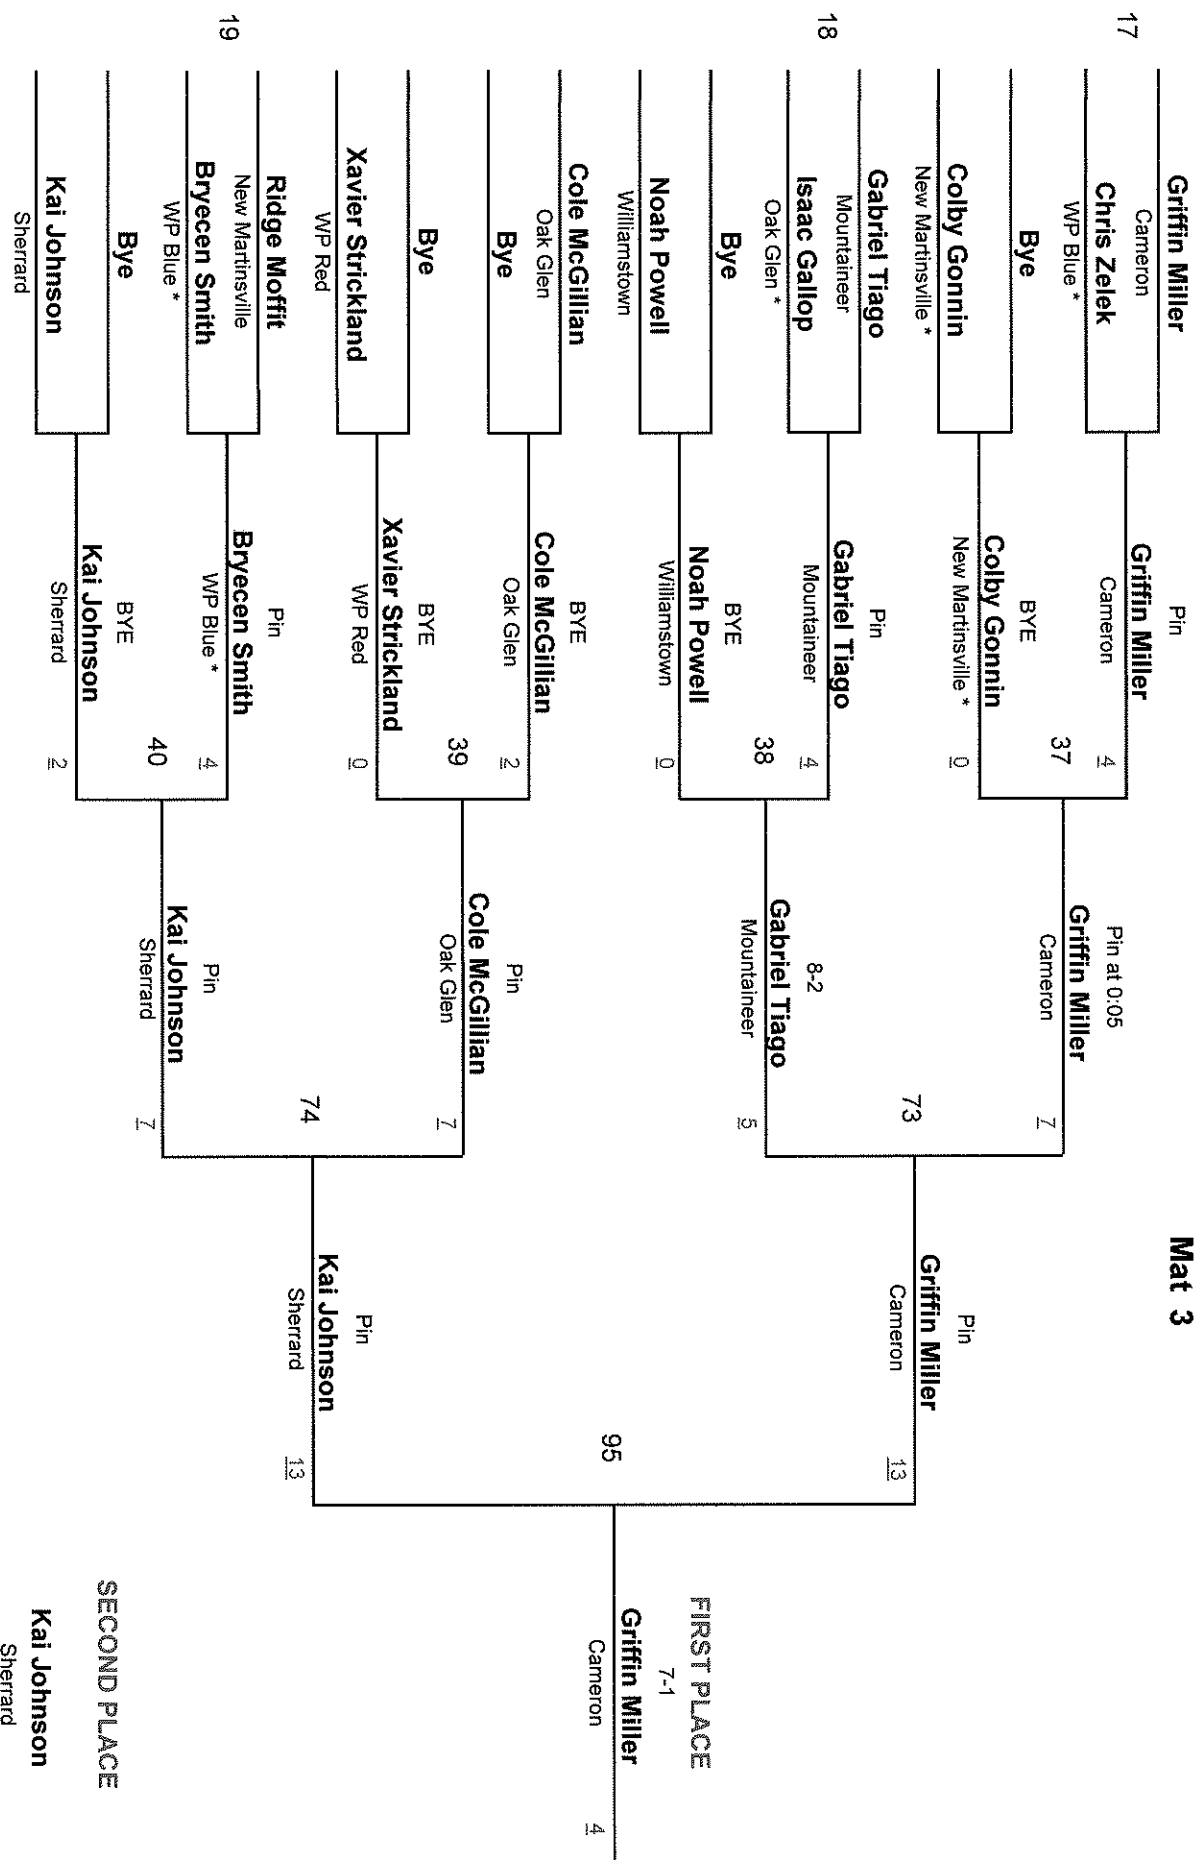 Mat 3
Griffin Miller
Cameron
17
Chris Zelek
WP Blue *
Bye
Colby Gonnin
New Martinsville *
Gabriel Tiago
Mountaineer
18
Isaac Gallop
Oak Glen *
Bye
Noah Powell
Williamstown
Cole McGillian
Oak Glen
Bye
Bye
Xavier Strickland
WP Red
Ridge Moffit
New Martinsville
19
Bryecen Smith
WP Blue *
Bye
Kai Johnson
Sherrard
Pin
Griffin Miller
Cameron
4
37
BYE
Colby Gonnin
New Martinsville *
0
Pin
Gabriel Tiago
Mountaineer
4
38
BYE
Noah Powell
Williamstown
0
BYE
Cole McGillian
Oak Glen
2
39
BYE
Xavier Strickland
WP Red
0
Pin
Bryecen Smith
WP Blue *
4
40
BYE
Kai Johnson
Sherrard
2
Pin at 0:05
Griffin Miller
Cameron
7
73
8-2
Gabriel Tiago
Mountaineer
5
Pin
Cole McGillian
Oak Glen
7
74
Pin
Kai Johnson
Sherrard
7
Pin
Griffin Miller
Cameron
13
95
Pin
Kai Johnson
Sherrard
13
FIRST PLACE
7-1
Griffin Miller
Cameron
4
SECOND PLACE
Kai Johnson
Sherrard